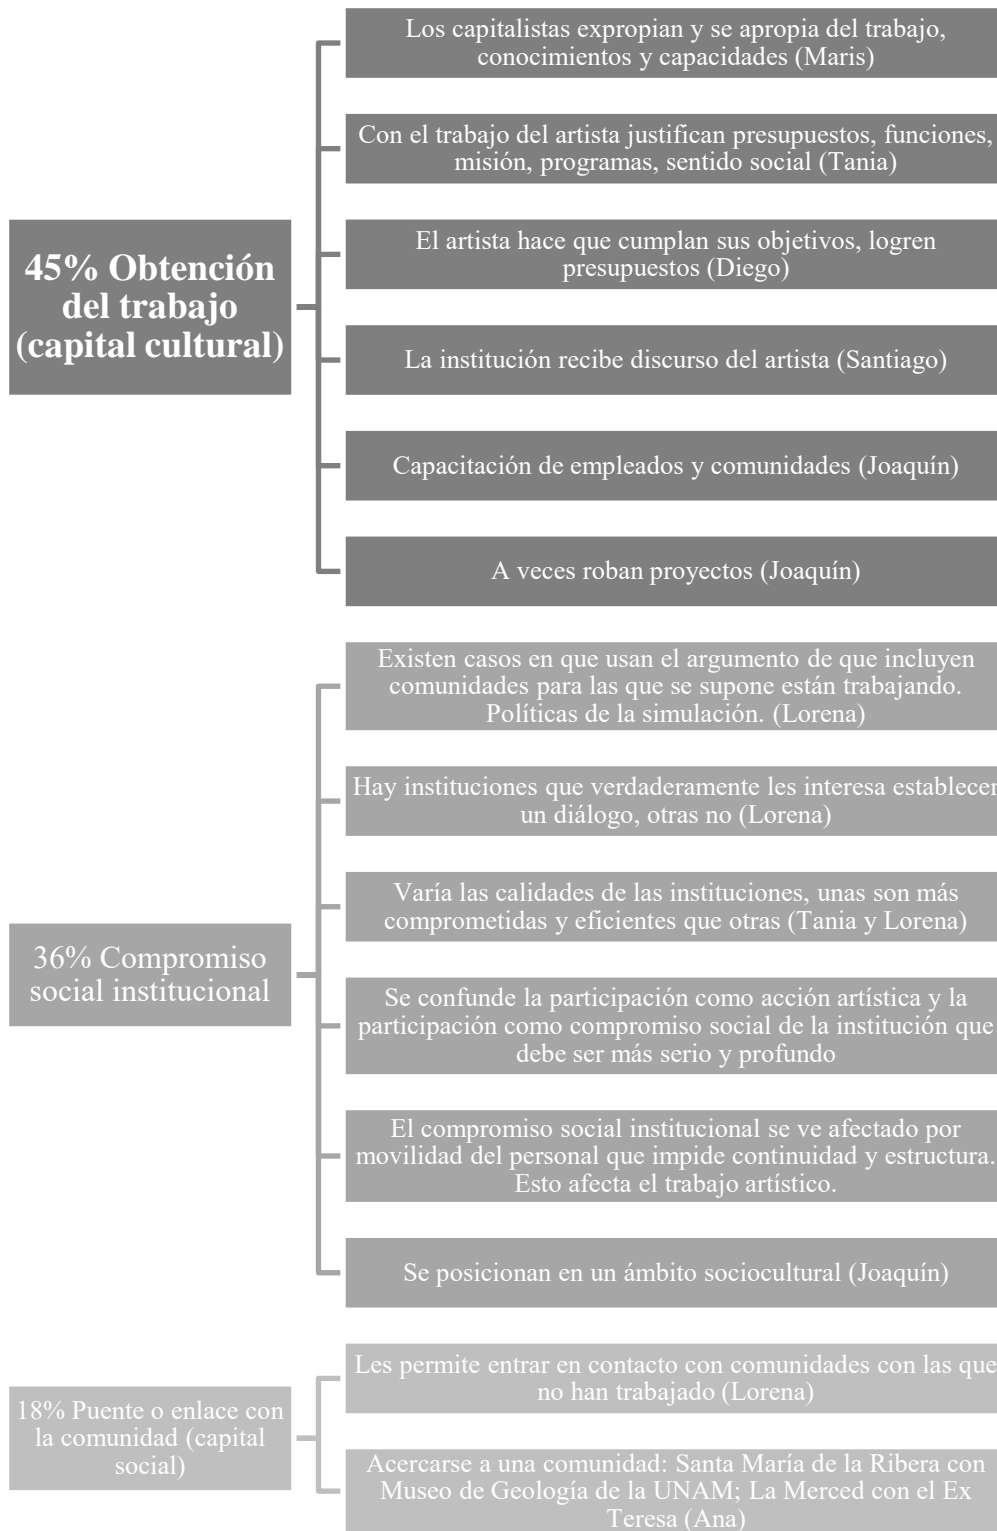 45% Obtención
del trabajo
(capital cultural)
Los capitalistas expropian y se apropia del trabajo,
conocimientos y capacidades (Maris)
Con el trabajo del artista justifican presupuestos, funciones,
misión, programas, sentido social (Tania)
El artista hace que cumplan sus objetivos, logren
presupuestos (Diego)
La institución recibe discurso del artista (Santiago)
Capacitación de empleados y comunidades (Joaquín)
A veces roban proyectos (Joaquín)
36% Compromiso
social institucional
Existen casos en que usan el argumento de que incluyen
comunidades para las que se supone están trabajando.
Políticas de la simulación. (Lorena)
Hay instituciones que verdaderamente les interesa establecer
un diálogo, otras no (Lorena)
Varía las calidades de las instituciones, unas son más
comprometidas y eficientes que otras (Tania y Lorena)
Se confunde la participación como acción artística y la
participación como compromiso social de la institución que
debe ser más serio y profundo
El compromiso social institucional se ve afectado por
movilidad del personal que impide continuidad y estructura.
Esto afecta el trabajo artístico.
Se posicionan en un ámbito sociocultural (Joaquín)
18% Puente o enlace con
la comunidad (capital
social)
Les permite entrar en contacto con comunidades con las que
no han trabajado (Lorena)
Acercarse a una comunidad: Santa María de la Ribera con
Museo de Geología de la UNAM; La Merced con el Ex
Teresa (Ana)